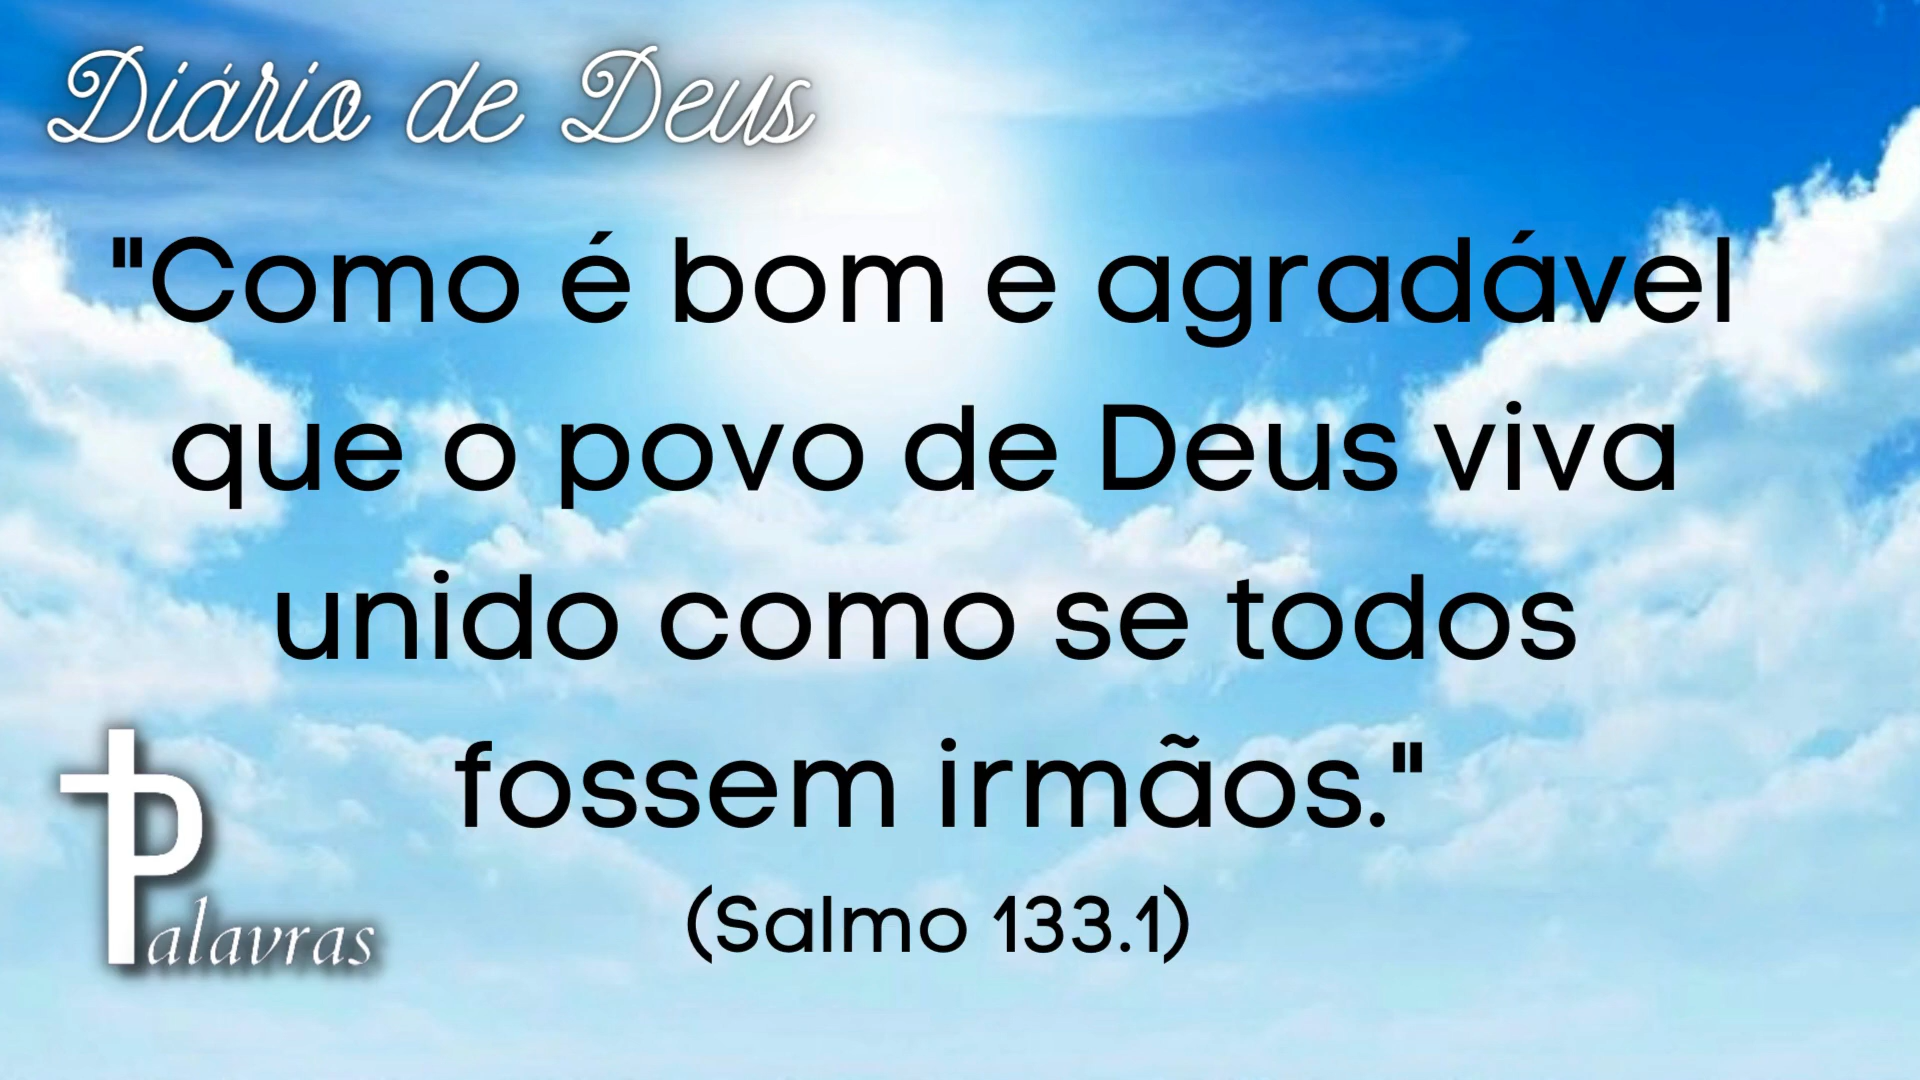 Diário de Deus
"Como é bom e agradável
que o povo de Deus viva
unido como se todos
fossem irmãos."
(Salmo 133.1)
Palavras